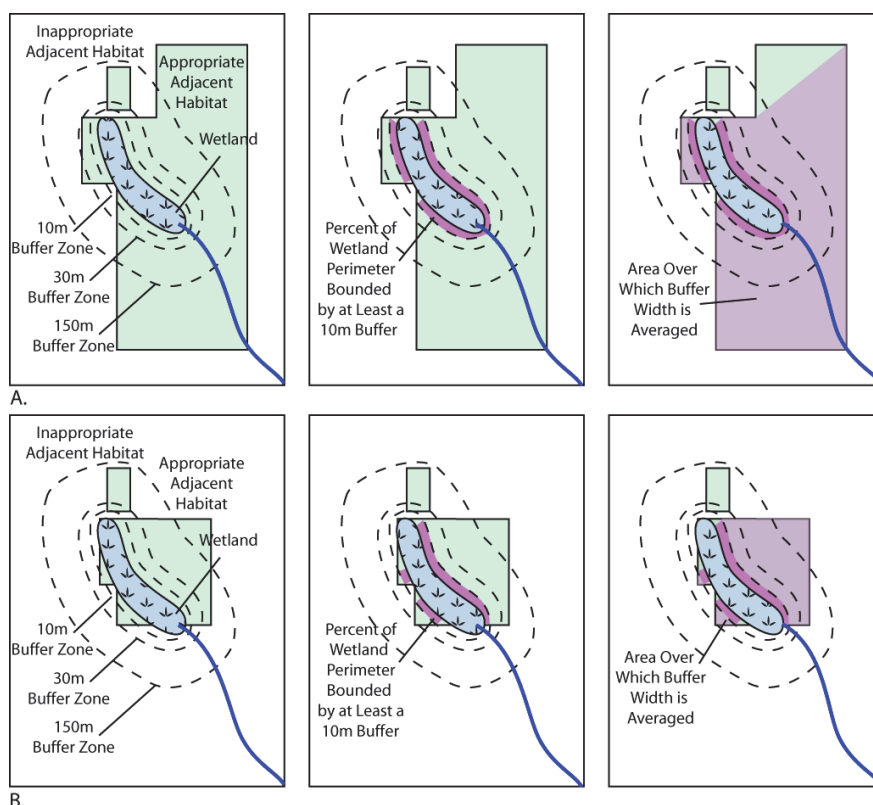 Inappropriate
Adjacent Habitat
Appropriate
Adjacent
Habitat
Wetland
10m
Buffer Zone
30m
Buffer Zone
150m
Buffer Zone
Percent of
Wetland
Perimeter
Bounded
by at Least a
10m Buffer
Area Over
Which Buffer
Width is
Averaged
A.
Inappropriate
Adjacent Habitat
Appropriate
Adjacent
Habitat
Wetland
10m
Buffer Zone
30m
Buffer Zone
150m
Buffer Zone
Percent of
Wetland
Perimeter
Bounded
by at Least a
10m Buffer
Area Over
Which Buffer
Width is
Averaged
B.